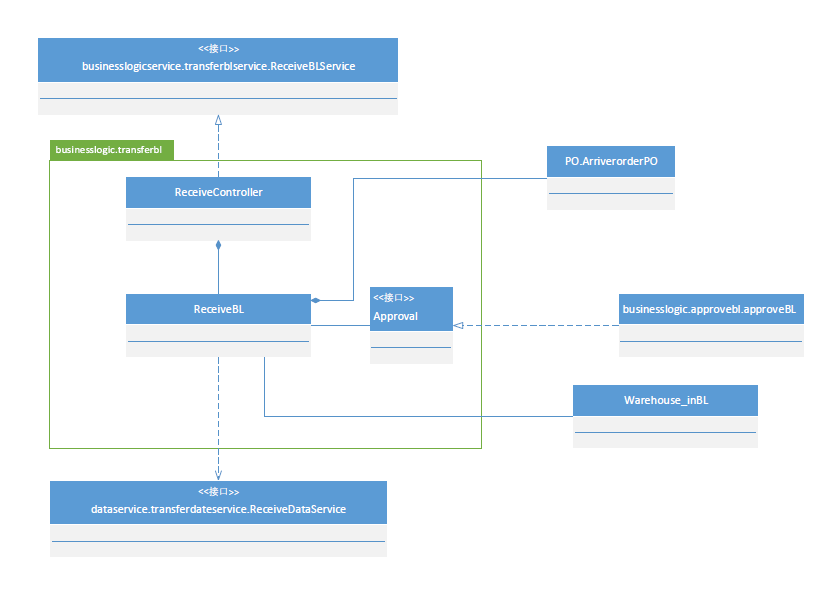 <<接口>>
businesslogicservice.transferblservice.ReceiveBLService
businesslogic.transferbl
ReceiveController
PO.ArriverorderPO
ReceiveBL
<<接口>>
Approval
businesslogic.approvebl.approveBL
Warehouse_inBL
<<接口>>
dataservice.transferdateservice.ReceiveDataService